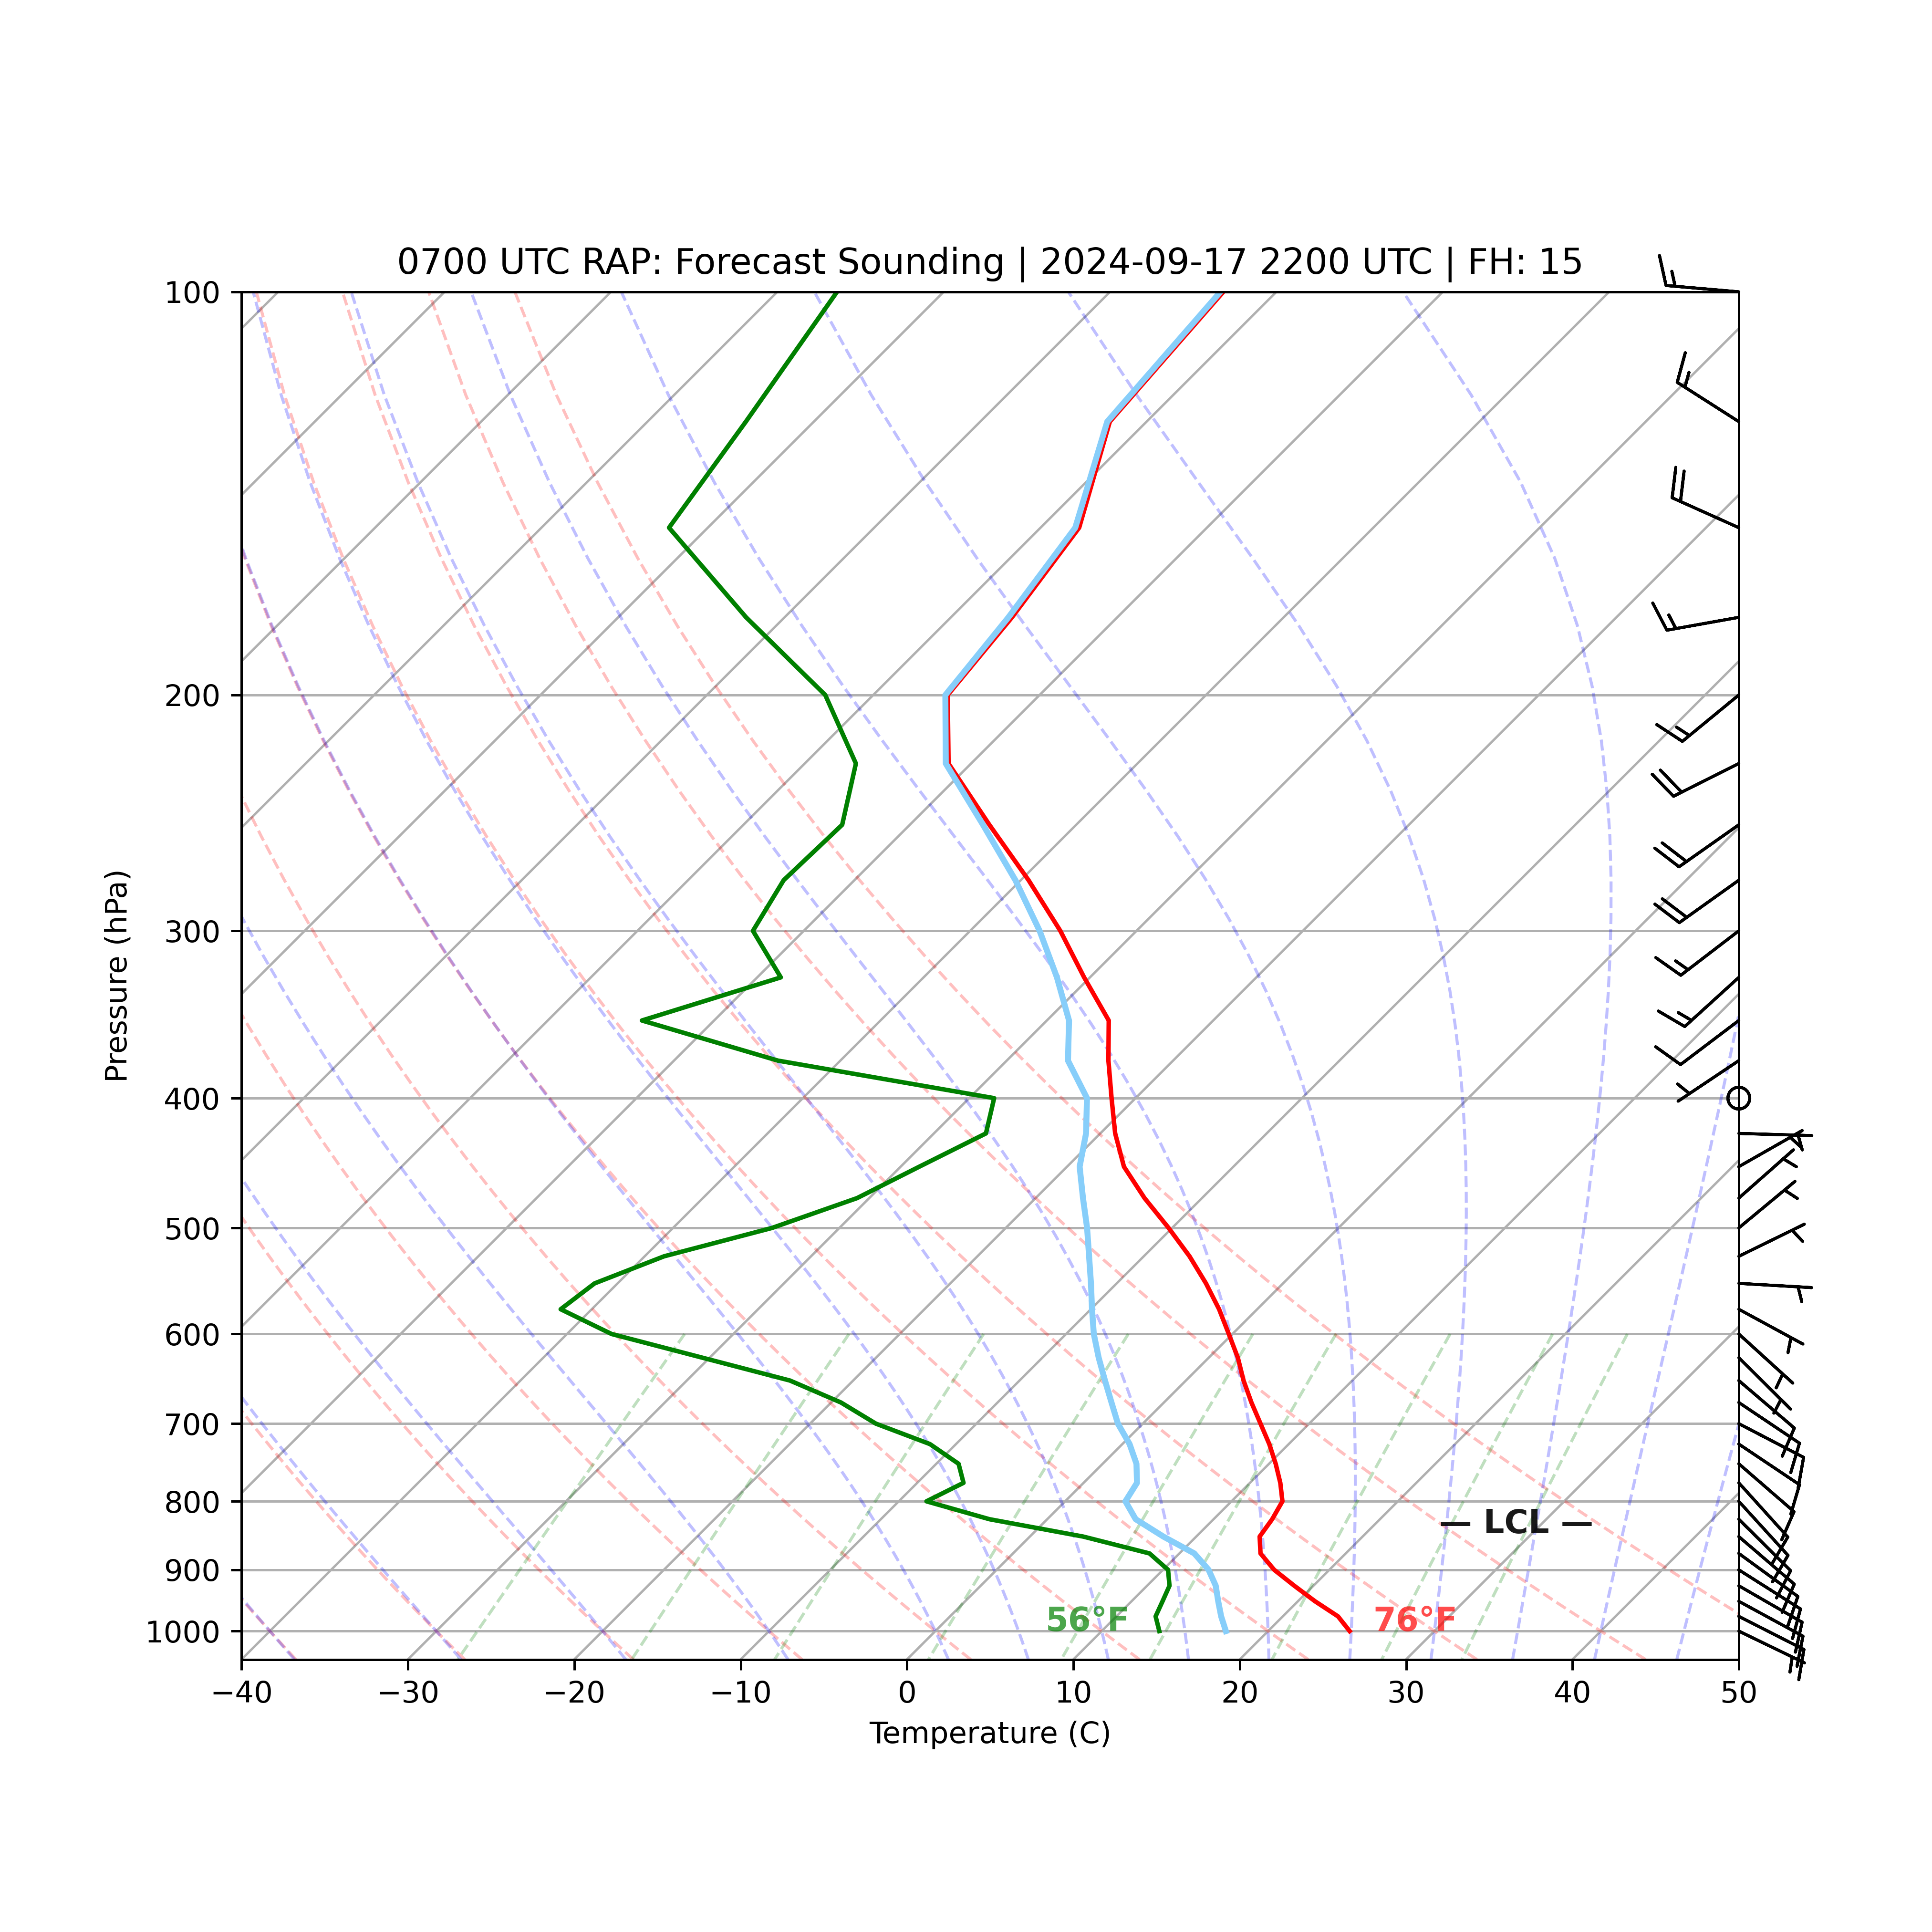 0700 UTC RAP: Forecast Sounding | 2024-09-17 2200 UTC | FH: 15
100
200
300
400
500
600
700
800
900
1000
Pressure (hPa)
— LCL —
56°F
76°F
−40 −30 −20 −10 0 10 20 30 40 50
Temperature (C)